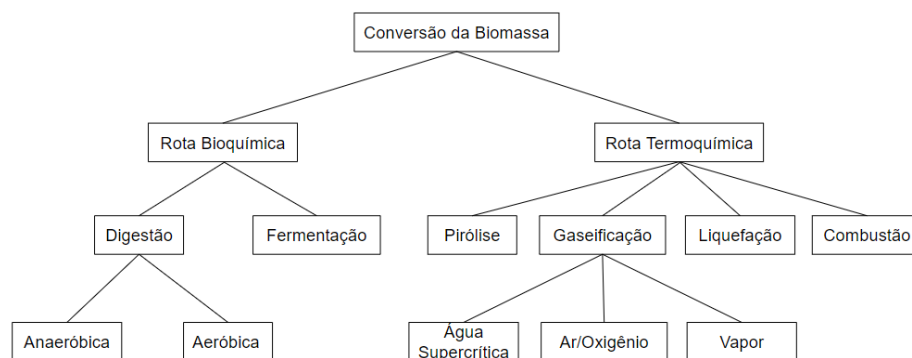 Conversão da Biomassa
Rota Bioquímica
Rota Termoquímica
Digestão
Fermentação
Pirólise
Gaseificação
Liquefação
Combustão
Anaeróbica
Aeróbica
Água
Supercrítica
Ar/Oxigênio
Vapor